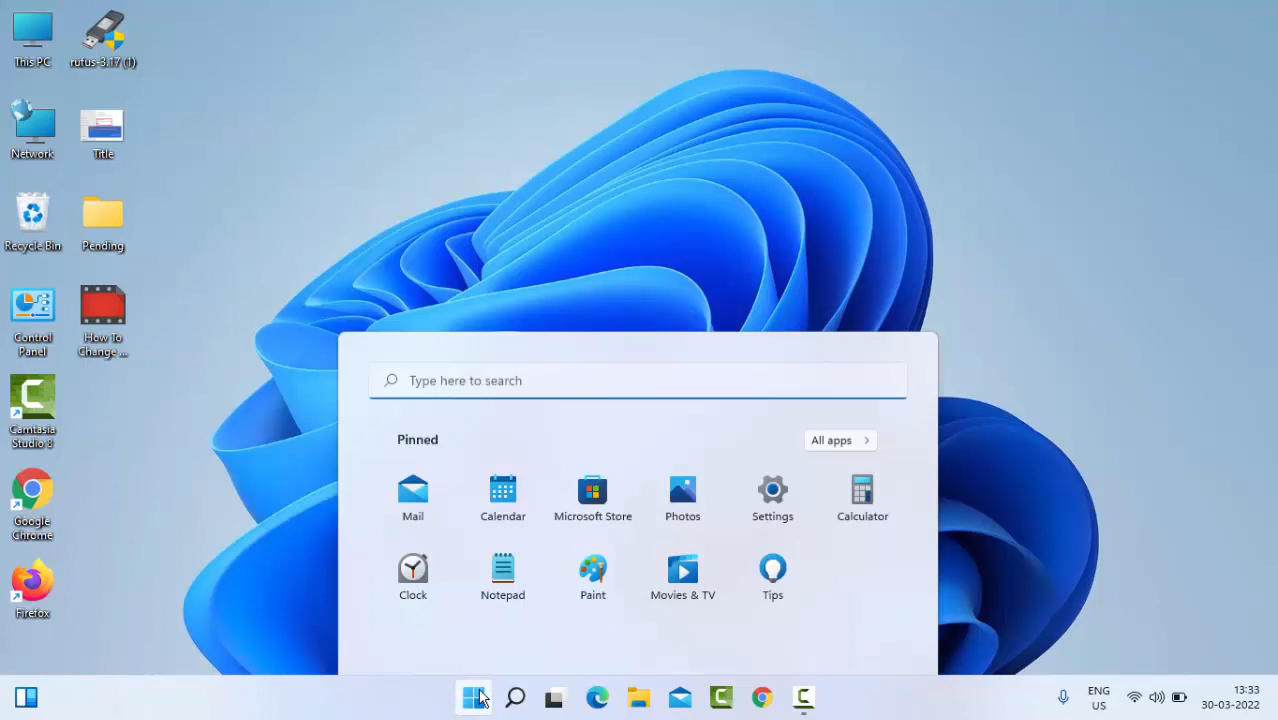 This PC
rufus-3.17 (1)
Network
Title
Recycle Bin
Pending
Control
Panel
How To
Change ...
Camtasia
Studio 8
Google
Chrome
Firefox
Type here to search
Pinned
All apps
Mail
Calendar
Microsoft Store
Photos
Settings
Calculator
Clock
Notepad
Paint
Movies & TV
Tips
ENG
US
13:33
30-03-2022